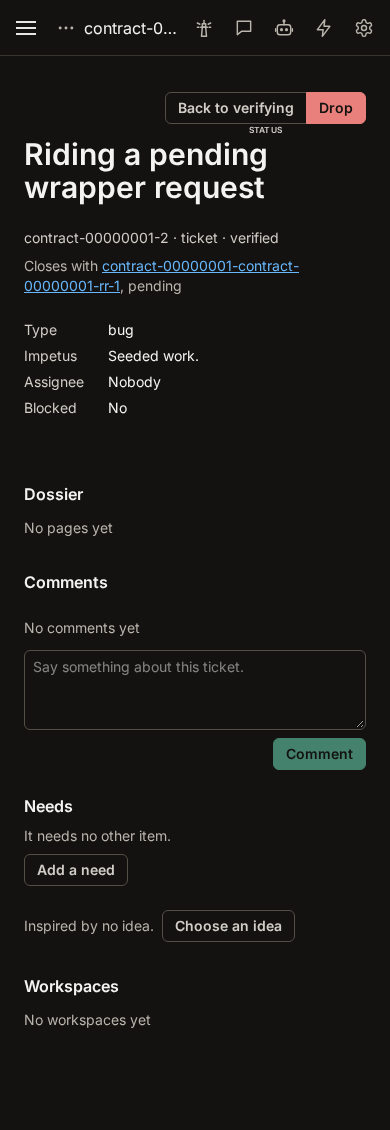 contract-0...
Back to verifying
Drop
STATUS
Riding a pending
wrapper request
contract-00000001-2 · ticket · verified
Closes with contract-00000001-contract-
00000001-rr-1, pending
Type bug
Impetus Seeded work.
Assignee Nobody
Blocked No
Dossier
No pages yet
Comments
No comments yet
Say something about this ticket.
Comment
Needs
It needs no other item.
Add a need
Inspired by no idea. Choose an idea
Workspaces
No workspaces yet